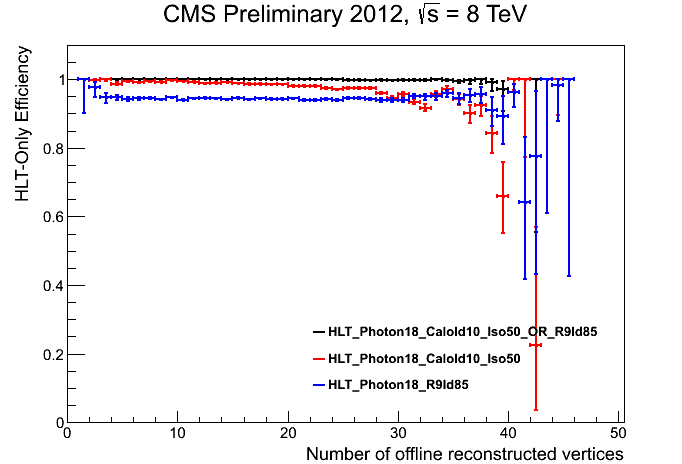 CMS Preliminary 2012, √s = 8 TeV
HLT-Only Efficiency
1
0.8
0.6
0.4
0.2
0
HLT_Photon18_CaloId10_Iso50_OR_R9Id85
HLT_Photon18_CaloId10_Iso50
HLT_Photon18_R9Id85
0 10 20 30 40 50
Number of offline reconstructed vertices